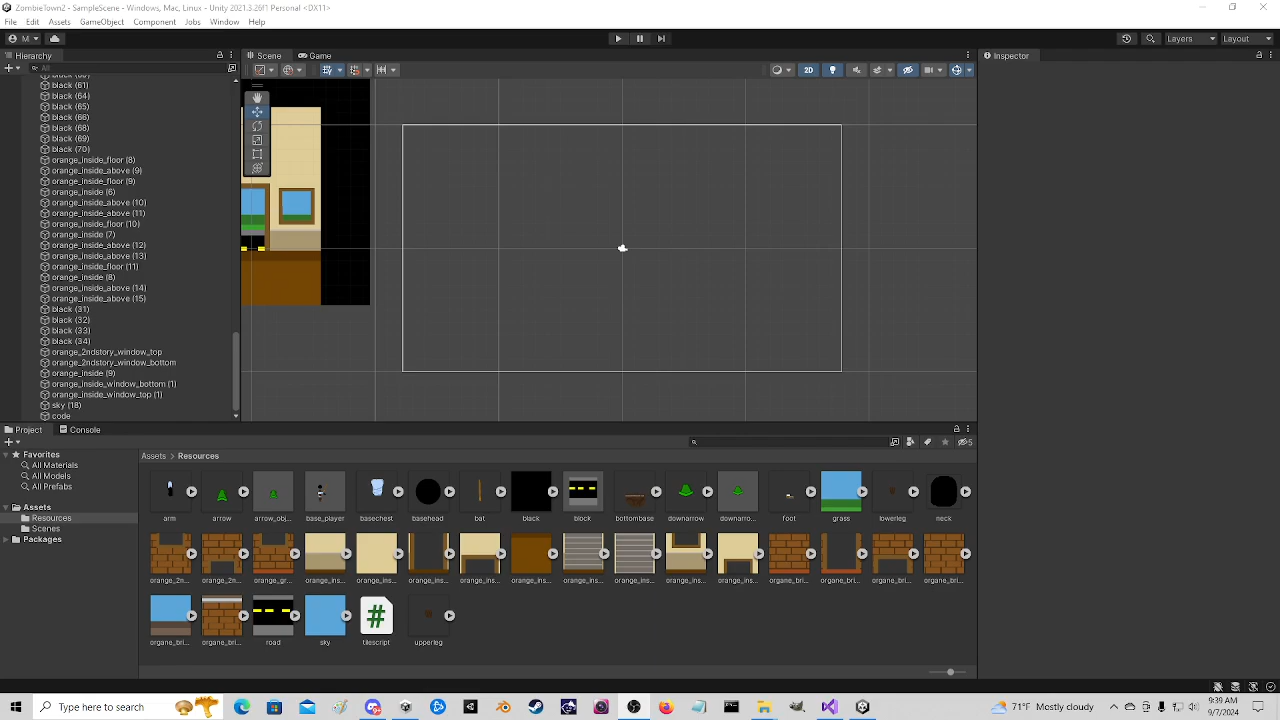 ZombieTown2 - SampleScene - Windows, Mac, Linux - Unity 2021.3.26f1 Personal <DX11>
File Edit Assets GameObject Component Jobs Window Help
M Layers Layout
Hierarchy Scene Game Inspector
All 2D
black (61)
black (64)
black (65)
black (66)
black (68)
black (69)
black (70)
orange_inside_floor (8)
orange_inside_above (9)
orange_inside_floor (9)
orange_inside (6)
orange_inside_above (10)
orange_inside_above (11)
orange_inside_floor (10)
orange_inside (7)
orange_inside_above (12)
orange_inside_above (13)
orange_inside_floor (11)
orange_inside (8)
orange_inside_above (14)
orange_inside_above (15)
black (31)
black (32)
black (33)
black (34)
orange_2ndstory_window_top
orange_2ndstory_window_bottom
orange_inside (9)
orange_inside_window_bottom (1)
orange_inside_window_top (1)
sky (18)
code
Project Console
5
Favorites
All Materials
All Models
All Prefabs
Assets
Resources
Scenes
Packages
Assets > Resources
arm arrow arrow_obj... base_player basechest basehead bat black block bottombase downarrow downarro... foot grass lowerleg neck
orange_2n... orange_2n... orange_gr... orange_ins... orange_ins... orange_ins... orange_ins... orange_ins... orange_ins... orange_ins... orange_ins... orange_ins... organe_bri... organe_bri... organe_bri... organe_bri...
organe_bri... organe_bri... road sky tilescript upperleg
#
Type here to search
71°F Mostly cloudy
9:39 AM
9/7/2024